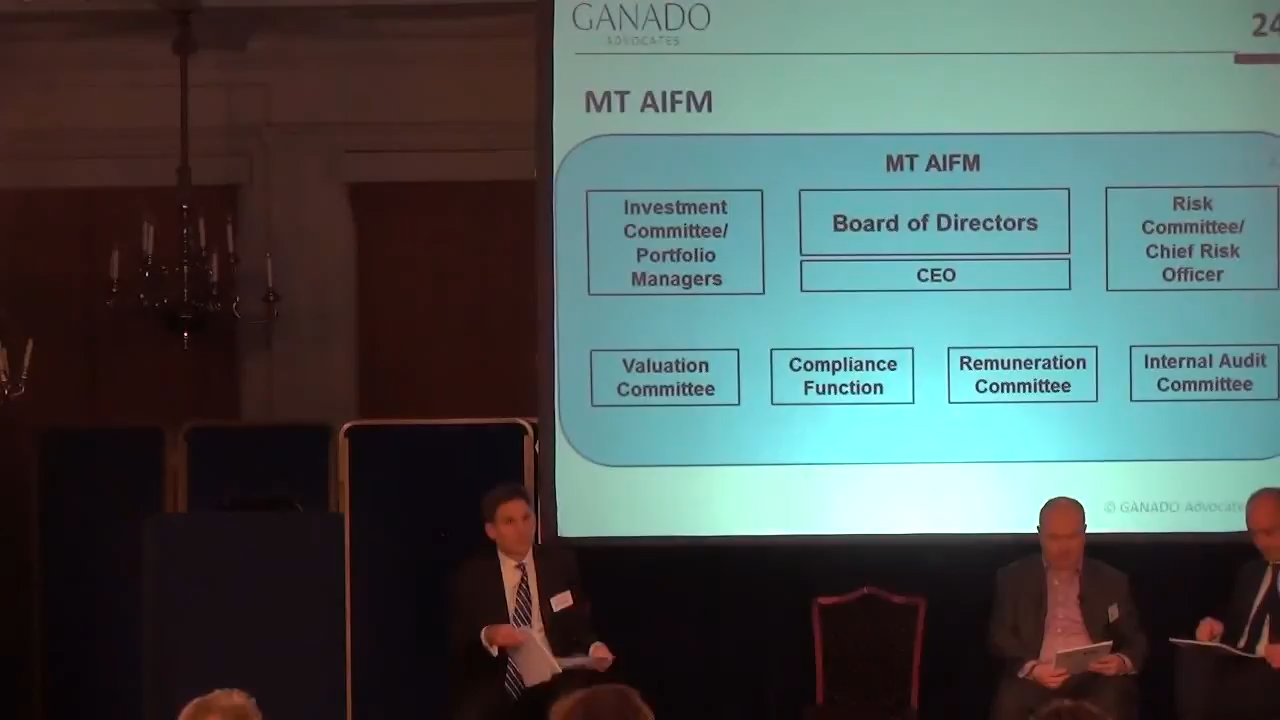 GANADO
ADVOCATES
24
MT AIFM
MT AIFM
Investment
Committee/
Portfolio
Managers
Board of Directors
CEO
Risk
Committee/
Chief Risk
Officer
Valuation
Committee
Compliance
Function
Remuneration
Committee
Internal Audit
Committee
© GANADO Advocate